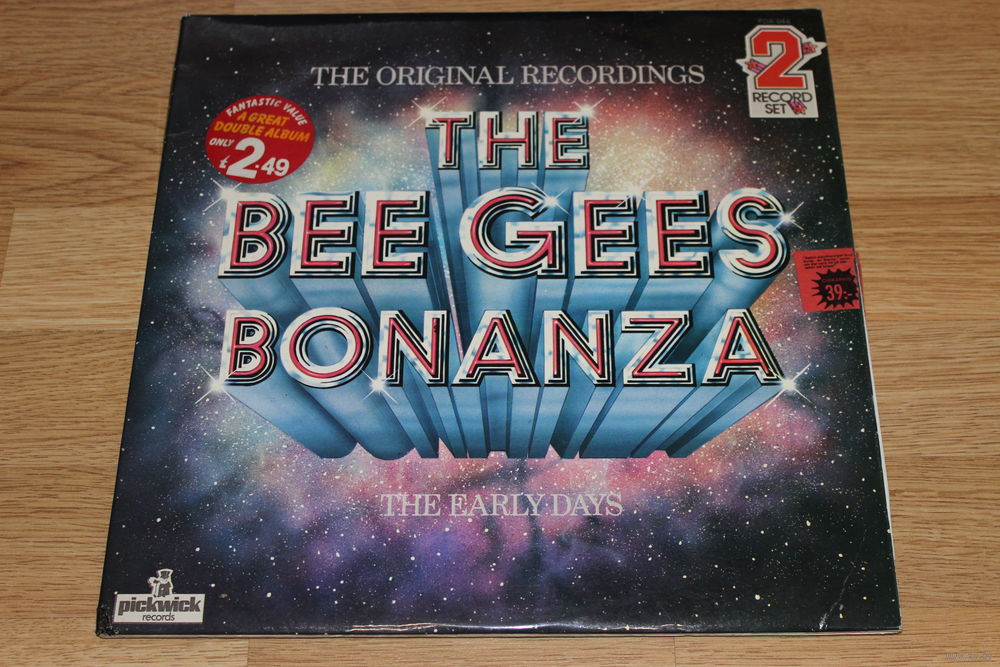 THE ORIGINAL RECORDINGS
2
RECORD
SET
FANTASTIC VALUE
A GREAT
DOUBLE ALBUM
ONLY £2.49
THE
BEE GEES
BONANZA
39:-
THE EARLY DAYS
pickwick
records